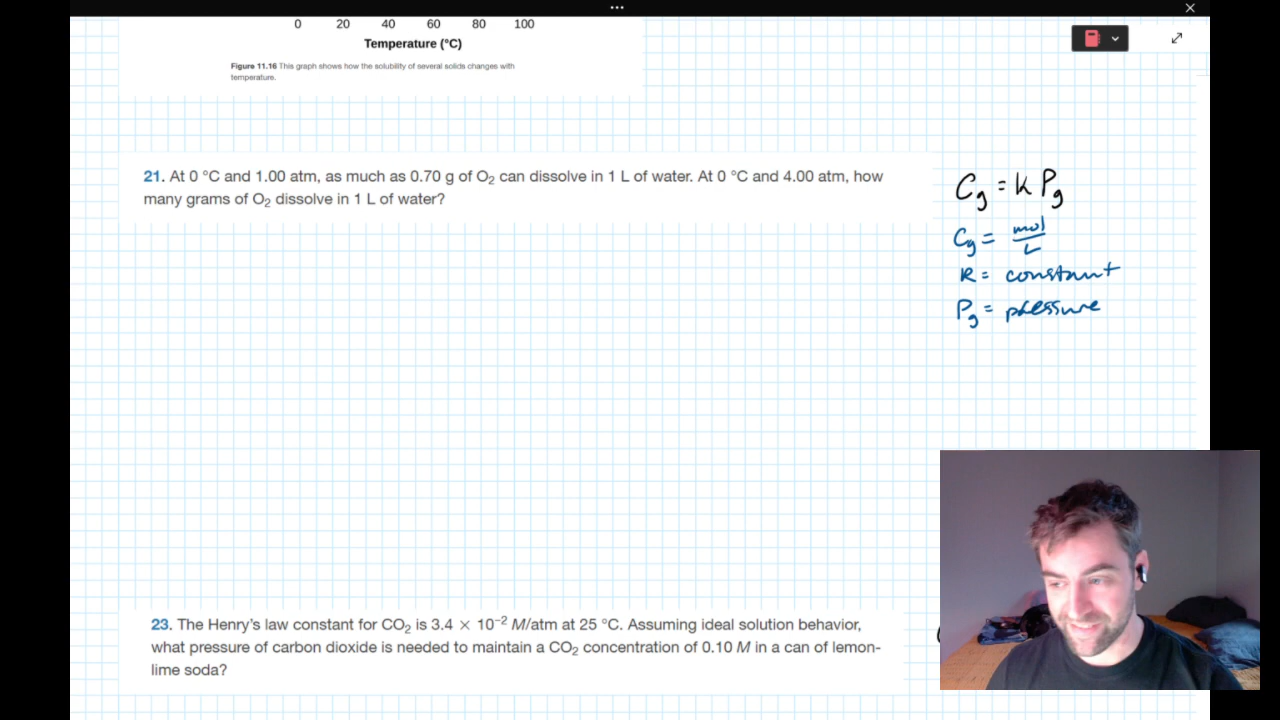 0 20 40 60 80 100
Temperature (°C)
Figure 11.16 This graph shows how the solubility of several solids changes with
temperature.
21. At 0 °C and 1.00 atm, as much as 0.70 g of O₂ can dissolve in 1 L of water. At 0 °C and 4.00 atm, how
many grams of O₂ dissolve in 1 L of water?
Cg = k Pg
Cg = mol/L
k = constant
Pg = pressure
23. The Henry's law constant for CO₂ is 3.4 × 10⁻² M/atm at 25 °C. Assuming ideal solution behavior,
what pressure of carbon dioxide is needed to maintain a CO₂ concentration of 0.10 M in a can of lemon-
lime soda?